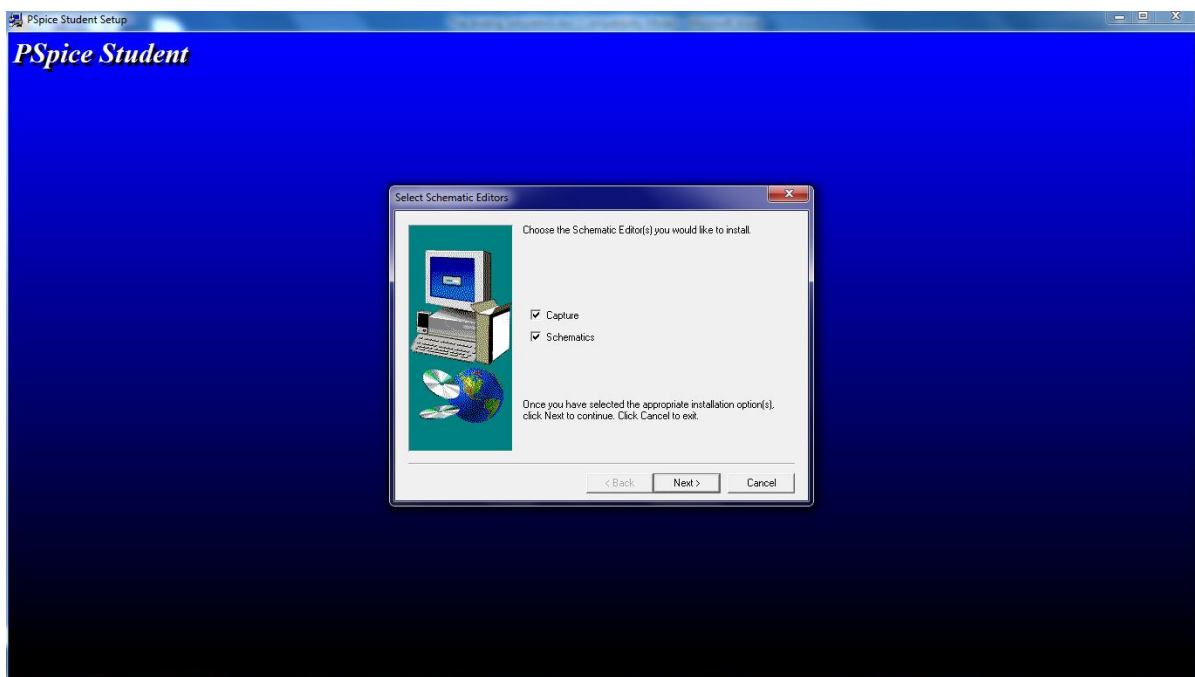 PSpice Student Setup
PSpice Student
Select Schematic Editors
Choose the Schematic Editor(s) you would like to install.
Capture
Schematics
Once you have selected the appropriate installation option(s),
click Next to continue. Click Cancel to exit.
< Back
Next >
Cancel